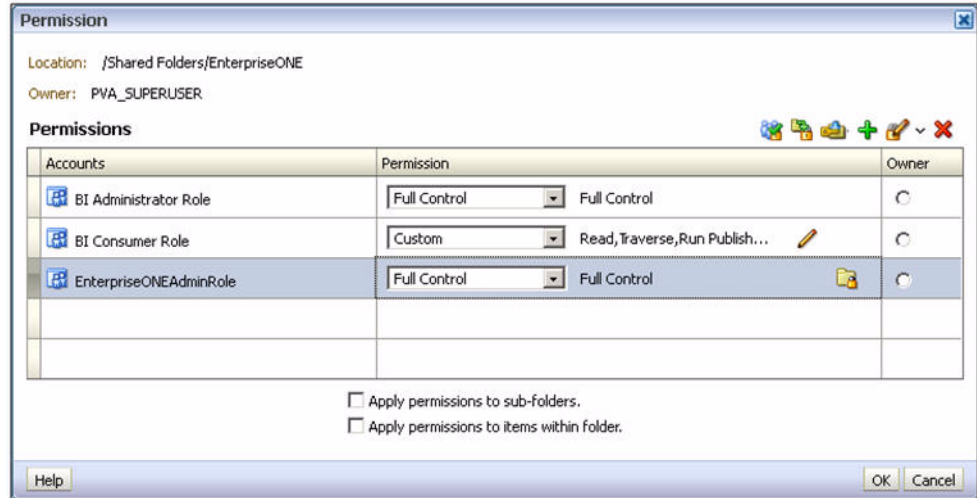 Permission
Location: /Shared Folders/EnterpriseONE
Owner: PVA_SUPERUSER
Permissions
Accounts Permission Owner
BI Administrator Role Full Control Full Control
BI Consumer Role Custom Read,Traverse,Run Publish...
EnterpriseONEAdminRole Full Control Full Control
Apply permissions to sub-folders.
Apply permissions to items within folder.
Help OK Cancel